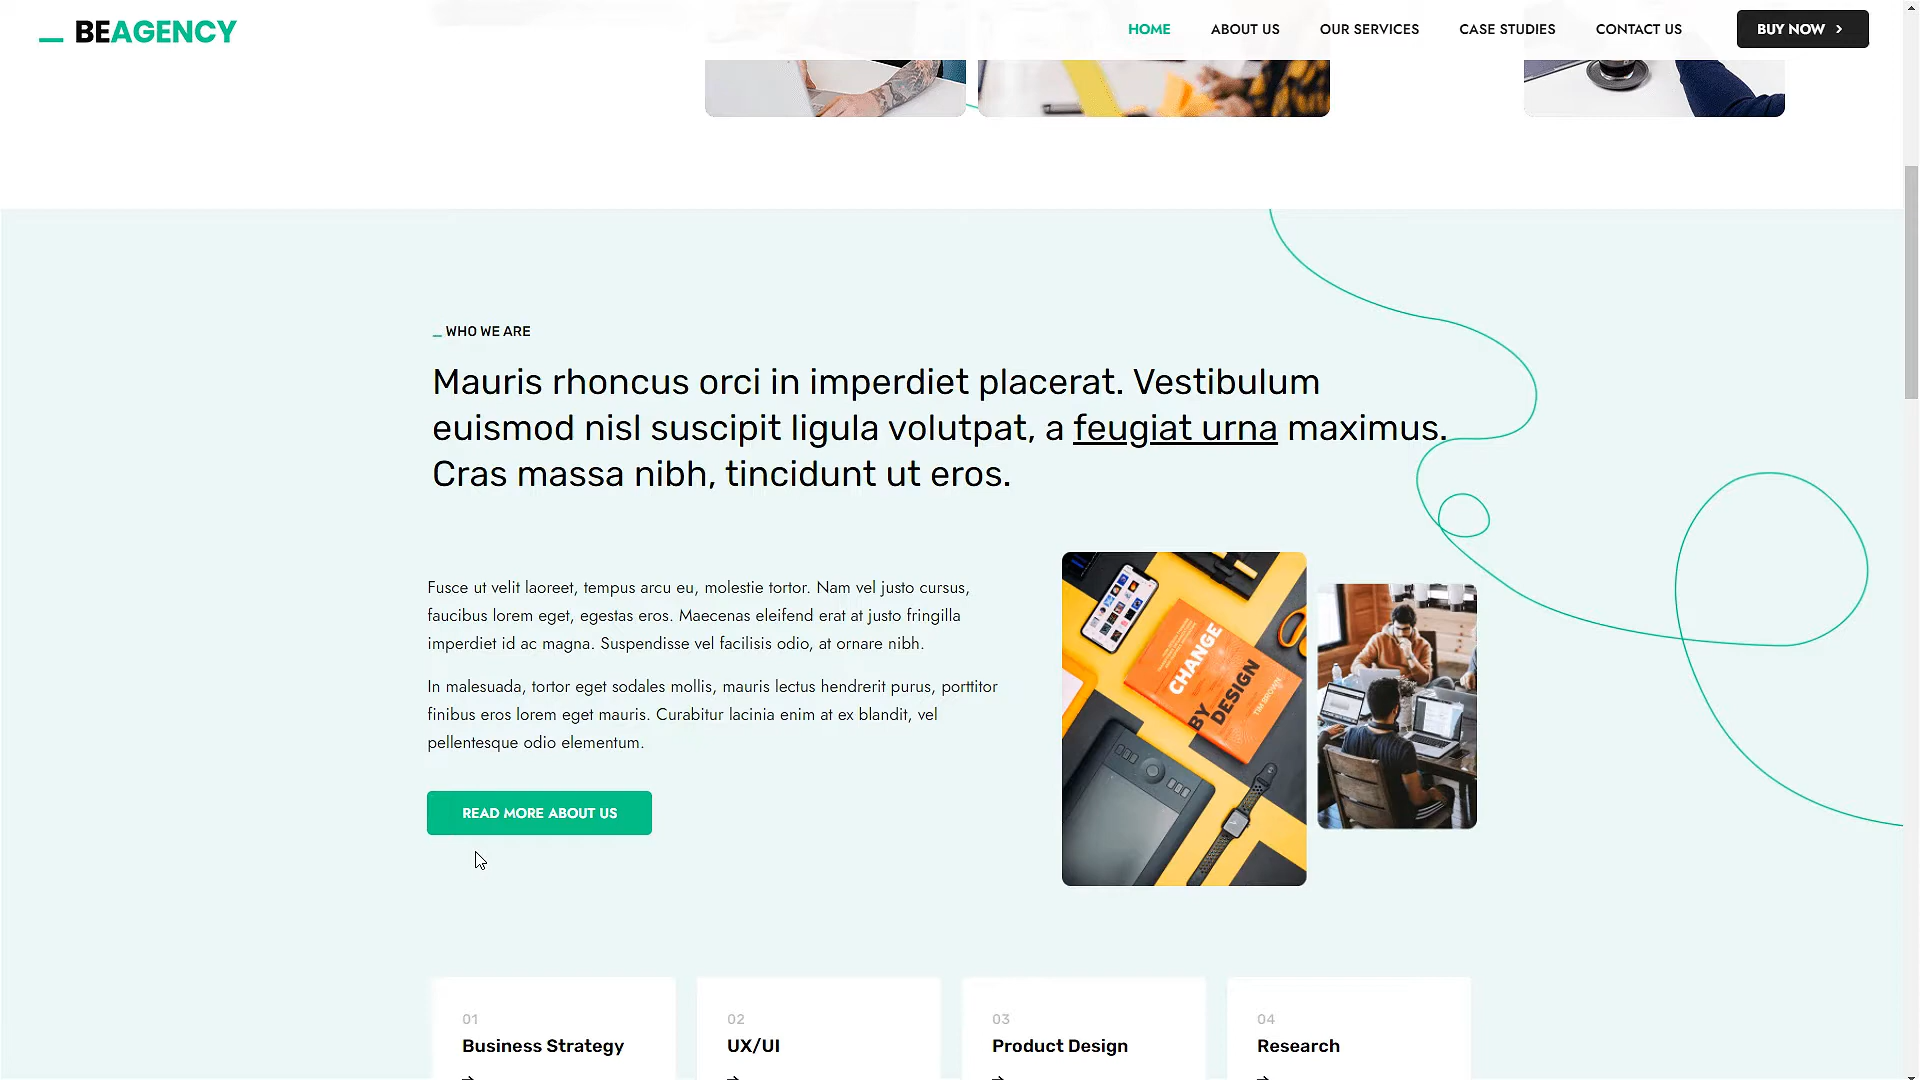 _ BEAGENCY
HOME ABOUT US OUR SERVICES CASE STUDIES CONTACT US BUY NOW >
_ WHO WE ARE
Mauris rhoncus orci in imperdiet placerat. Vestibulum
euismod nisl suscipit ligula volutpat, a feugiat urna maximus.
Cras massa nibh, tincidunt ut eros.
Fusce ut velit laoreet, tempus arcu eu, molestie tortor. Nam vel justo cursus,
faucibus lorem eget, egestas eros. Maecenas eleifend erat at justo fringilla
imperdiet id ac magna. Suspendisse vel facilisis odio, at ornare nibh.
In malesuada, tortor eget sodales mollis, mauris lectus hendrerit purus, porttitor
finibus eros lorem eget mauris. Curabitur lacinia enim at ex blandit, vel
pellentesque odio elementum.
READ MORE ABOUT US
CHANGE
BY DESIGN
TIM BROWN
01
Business Strategy
02
UX/UI
03
Product Design
04
Research